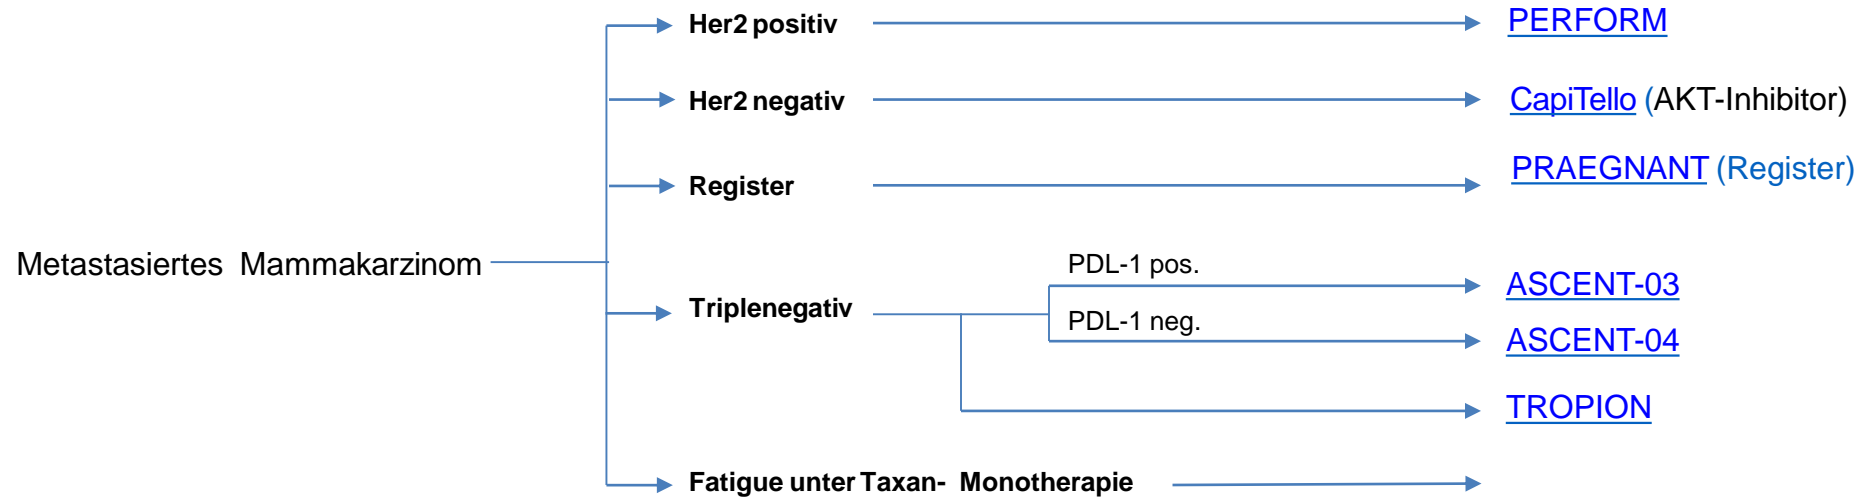 Her2 positiv
PERFORM
Her2 negativ
CapiTello (AKT-Inhibitor)
Register
PRAEGNANT (Register)
Metastasiertes Mammakarzinom
PDL-1 pos.
ASCENT-03
Triplenegativ
PDL-1 neg.
ASCENT-04
TROPION
Fatigue unter Taxan- Monotherapie